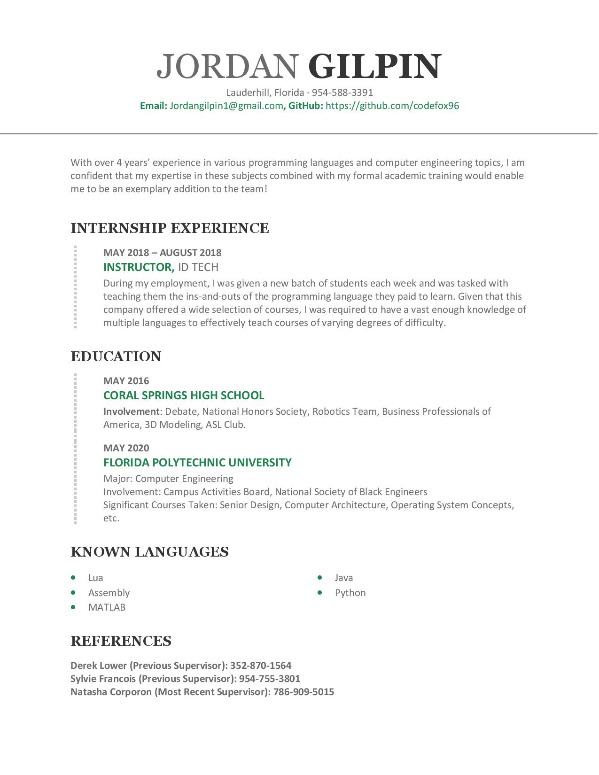 JORDAN GILPIN
Lauderhill, Florida · 954-588-3391
Email: Jordangilpin1@gmail.com, GitHub: https://github.com/codefox96
With over 4 years' experience in various programming languages and computer engineering topics, I am
confident that my expertise in these subjects combined with my formal academic training would enable
me to be an exemplary addition to the team!
INTERNSHIP EXPERIENCE
MAY 2018 – AUGUST 2018
INSTRUCTOR, ID TECH
During my employment, I was given a new batch of students each week and was tasked with
teaching them the ins-and-outs of the programming language they paid to learn. Given that this
company offered a wide selection of courses, I was required to have a vast enough knowledge of
multiple languages to effectively teach courses of varying degrees of difficulty.
EDUCATION
MAY 2016
CORAL SPRINGS HIGH SCHOOL
Involvement: Debate, National Honors Society, Robotics Team, Business Professionals of
America, 3D Modeling, ASL Club.
MAY 2020
FLORIDA POLYTECHNIC UNIVERSITY
Major: Computer Engineering
Involvement: Campus Activities Board, National Society of Black Engineers
Significant Courses Taken: Senior Design, Computer Architecture, Operating System Concepts,
etc.
KNOWN LANGUAGES
• Lua
• Assembly
• MATLAB
• Java
• Python
REFERENCES
Derek Lower (Previous Supervisor): 352-870-1564
Sylvie Francois (Previous Supervisor): 954-755-3801
Natasha Corporon (Most Recent Supervisor): 786-909-5015